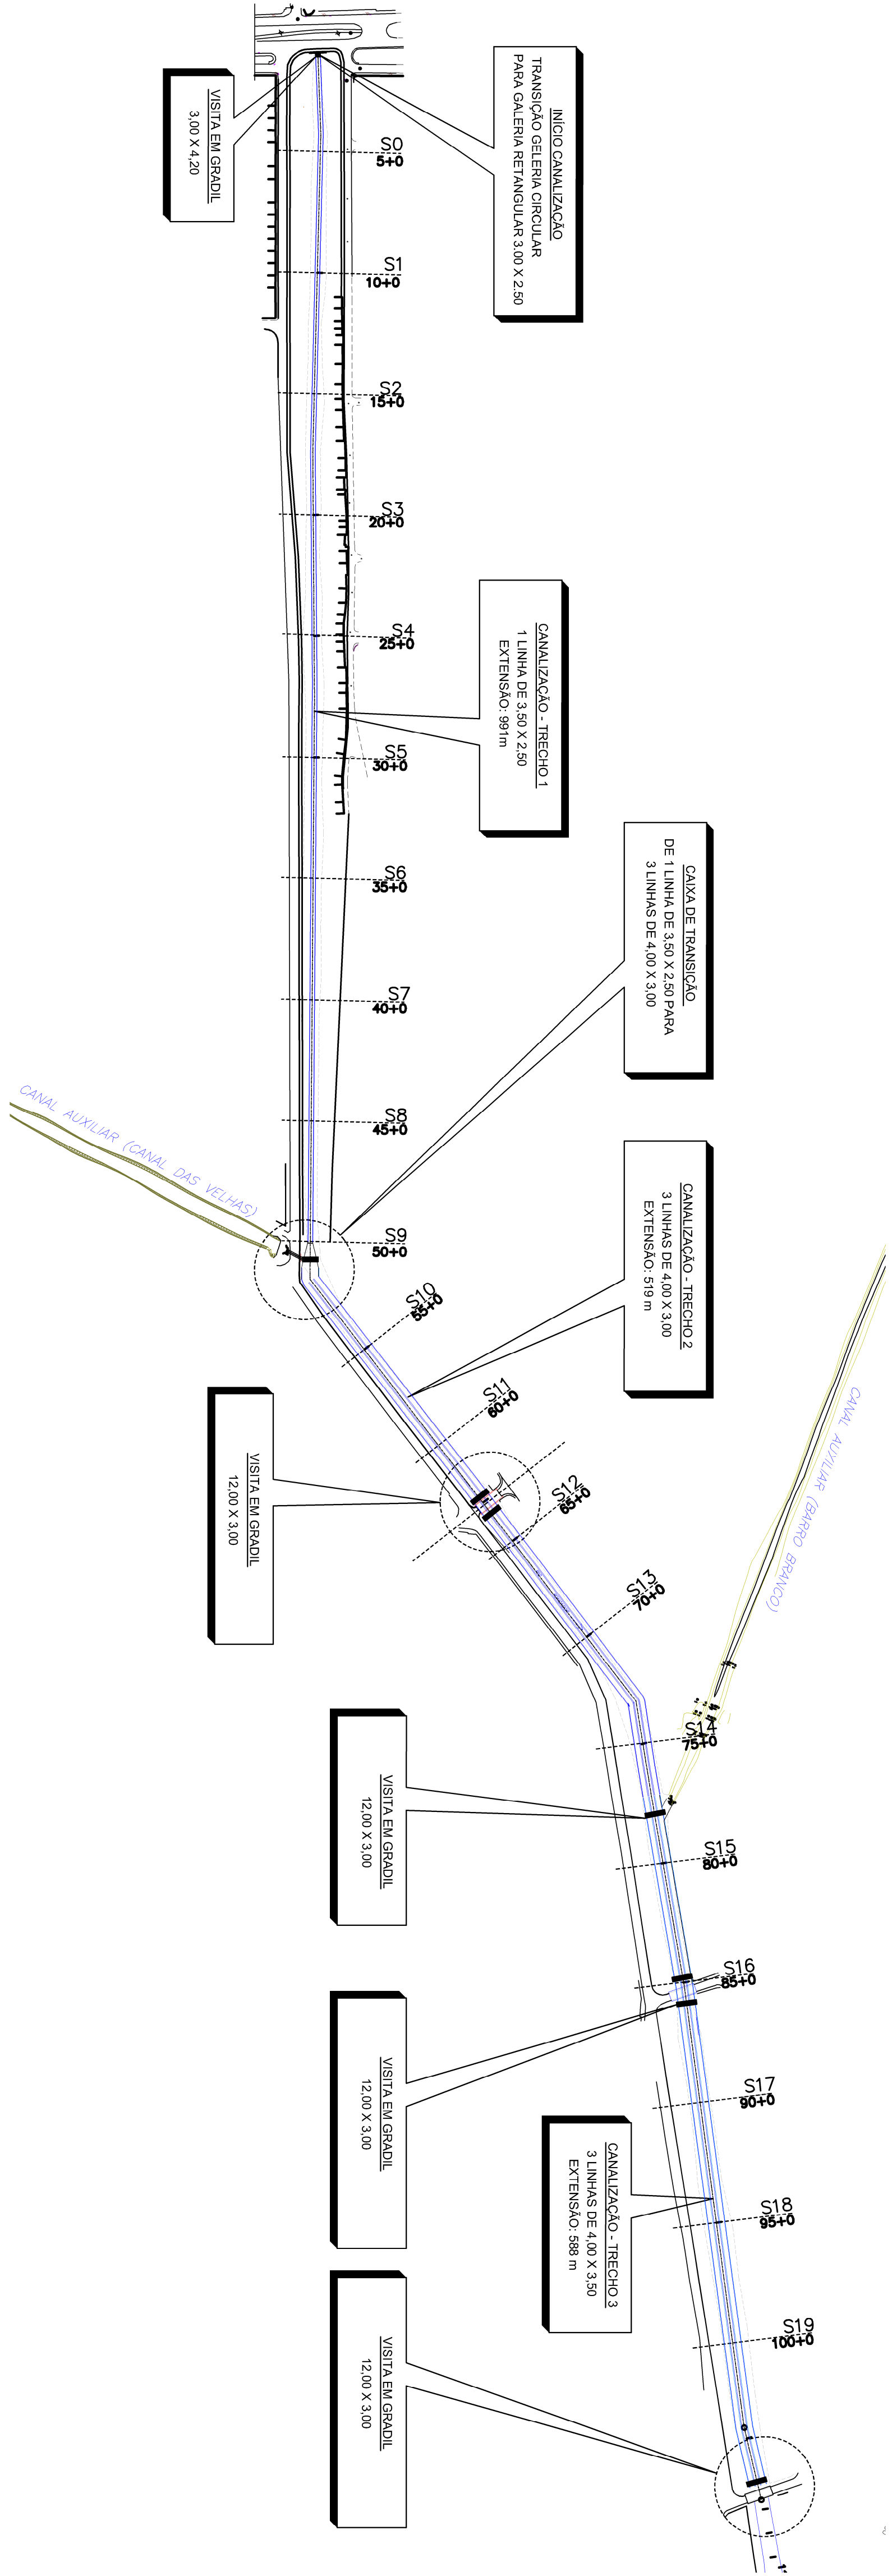 INÍCIO CANALIZAÇÃO
TRANSIÇÃO GELERIA CIRCULAR
PARA GALERIA RETANGULAR 3.00 X 2.50
VISITA EM GRADIL
3,00 X 4,20
S0
5+0
S1
10+0
S2
15+0
S3
20+0
CANALIZAÇÃO - TRECHO 1
1 LINHA DE 3,50 X 2,50
EXTENSÃO: 991m
S4
25+0
S5
30+0
CAIXA DE TRANSIÇÃO
DE 1 LINHA DE 3,50 X 2,50 PARA
3 LINHAS DE 4,00 X 3,00
S6
35+0
S7
40+0
S8
45+0
CANAL AUXILIAR (CANAL DAS VELHAS)
S9
50+0
CANALIZAÇÃO - TRECHO 2
3 LINHAS DE 4,00 X 3,00
EXTENSÃO: 519 m
S10
55+0
S11
60+0
CANAL AUXILIAR (BARRO BRANCO)
VISITA EM GRADIL
12,00 X 3,00
S12
65+0
S13
70+0
S14
75+0
VISITA EM GRADIL
12,00 X 3,00
S15
80+0
S16
85+0
VISITA EM GRADIL
12,00 X 3,00
S17
90+0
CANALIZAÇÃO - TRECHO 3
3 LINHAS DE 4,00 X 3,50
EXTENSÃO: 588 m
S18
95+0
S19
100+0
VISITA EM GRADIL
12,00 X 3,00